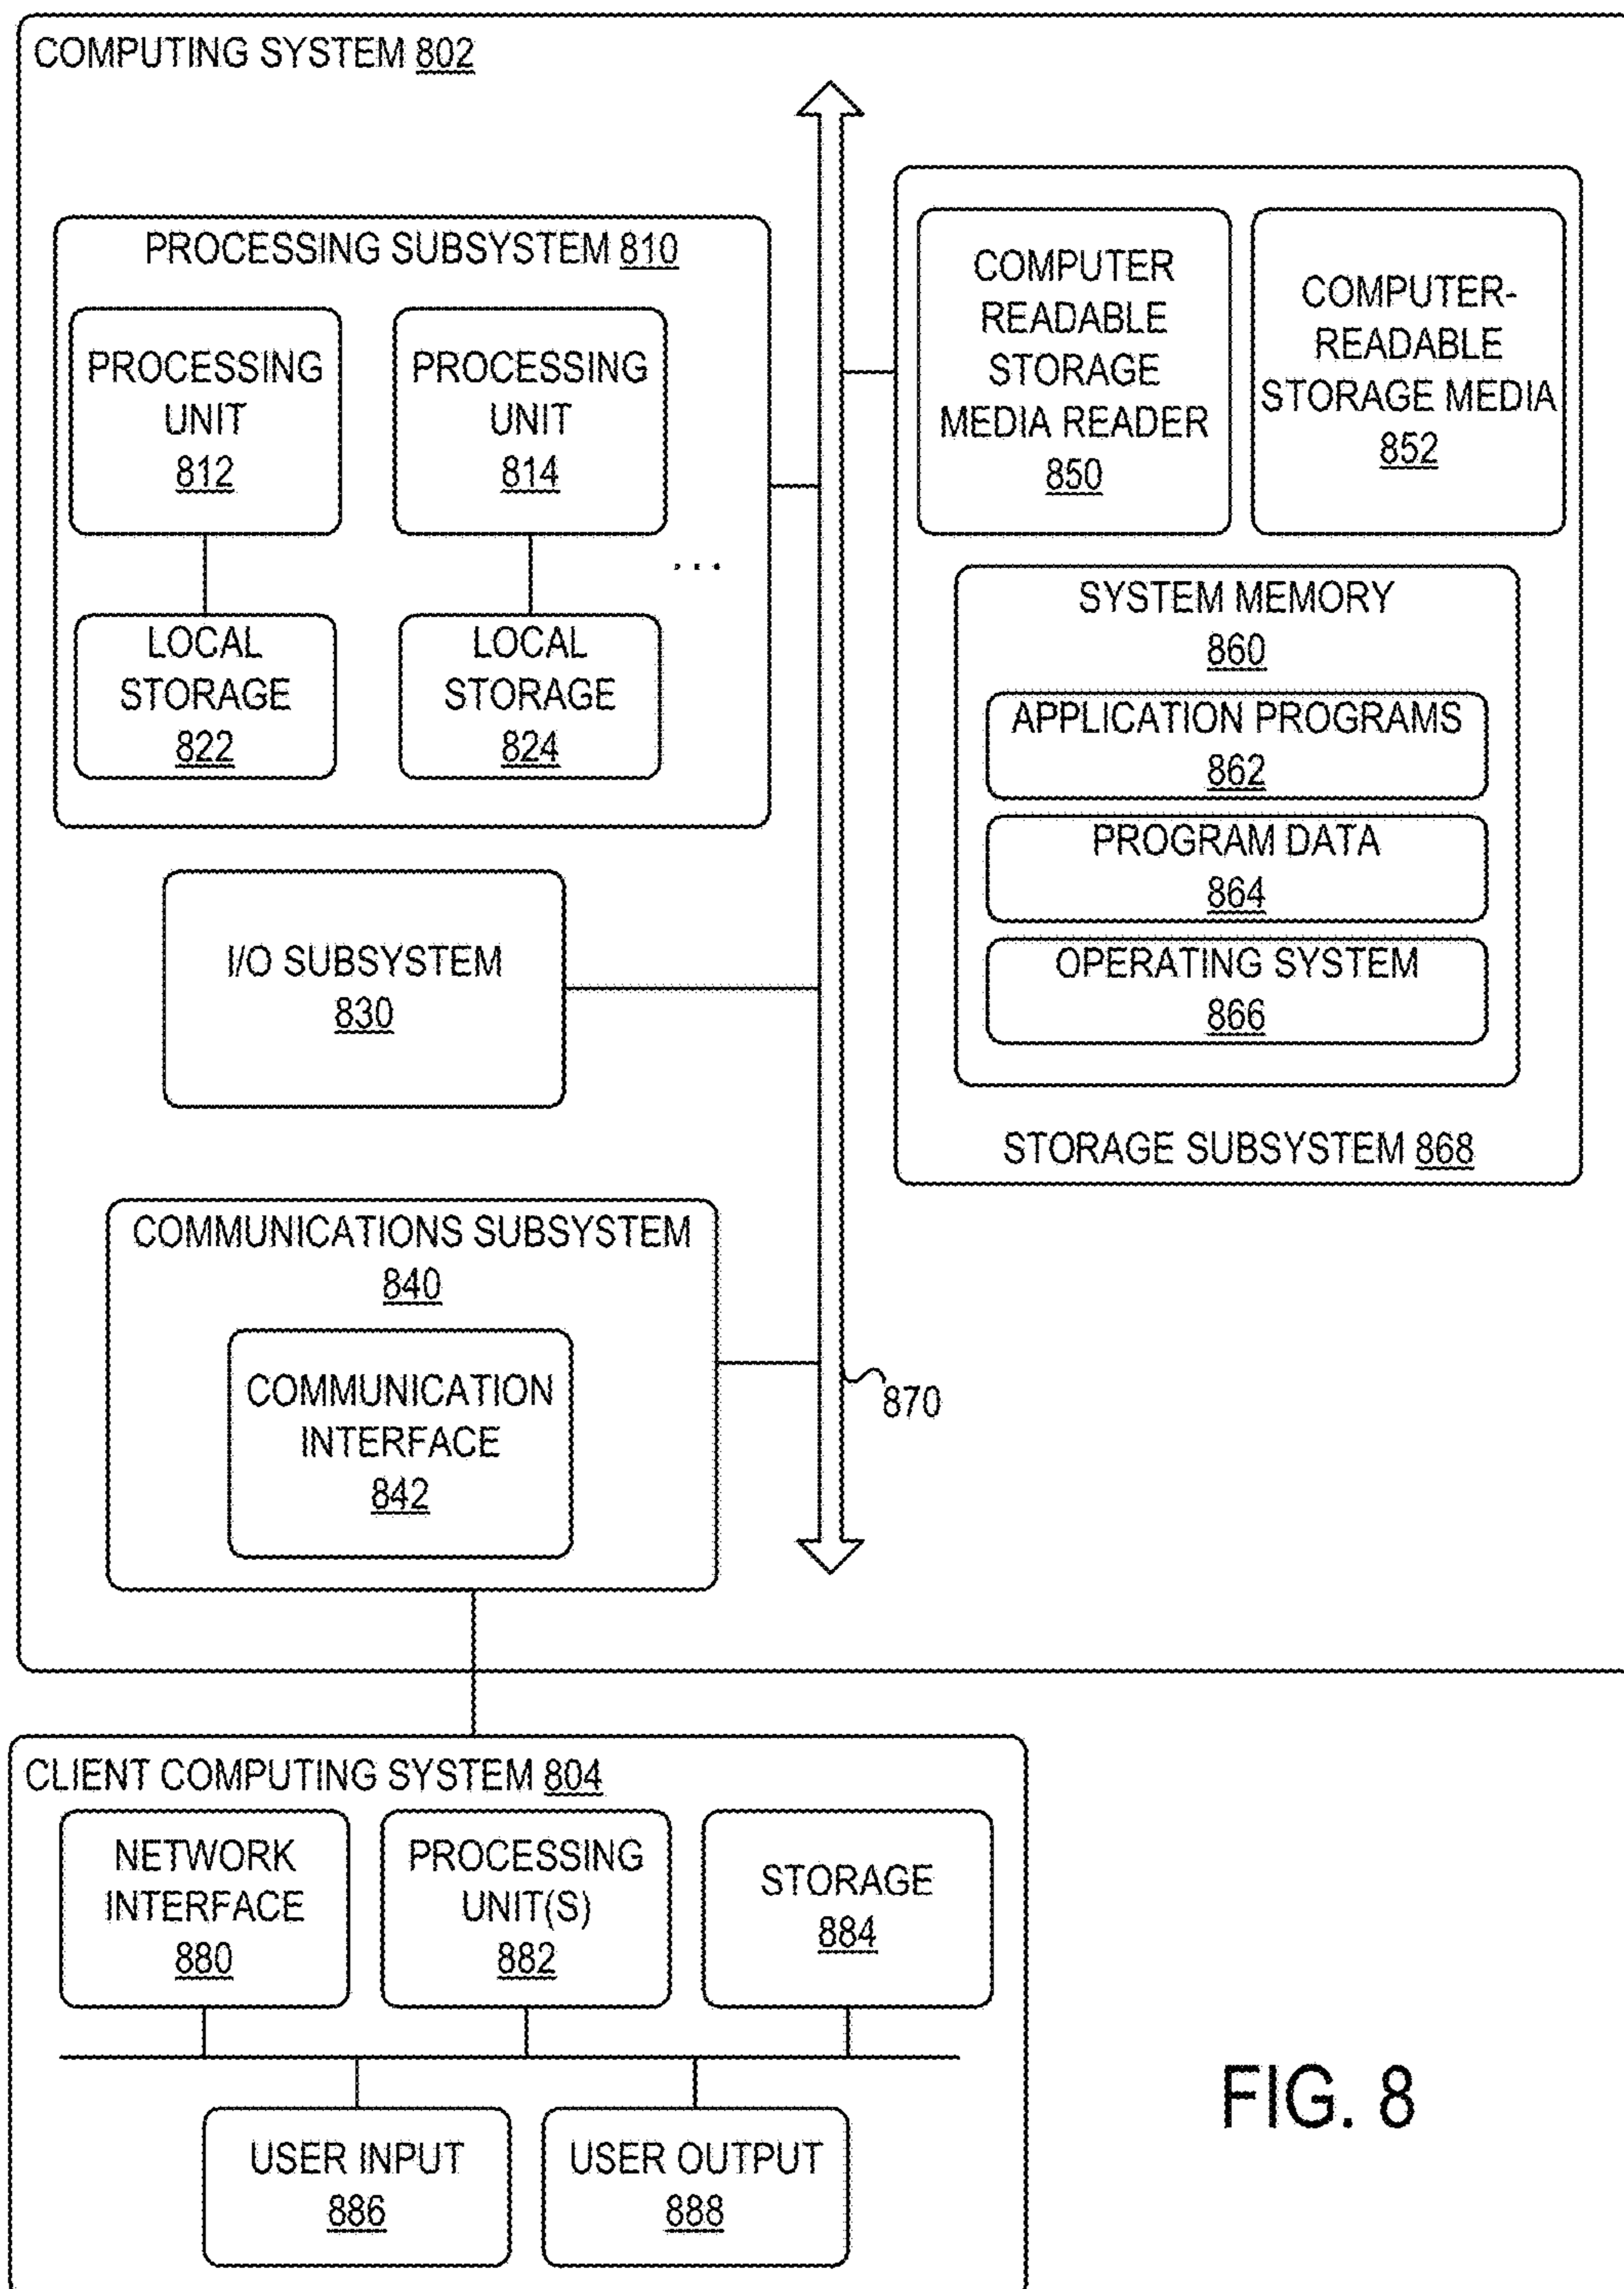 COMPUTING SYSTEM 802
PROCESSING SUBSYSTEM 810
PROCESSING
UNIT
812
PROCESSING
UNIT
814
...
LOCAL
STORAGE
822
LOCAL
STORAGE
824
I/O SUBSYSTEM
830
COMMUNICATIONS SUBSYSTEM
840
COMMUNICATION
INTERFACE
842
870
COMPUTER
READABLE
STORAGE
MEDIA READER
850
COMPUTER-
READABLE
STORAGE MEDIA
852
SYSTEM MEMORY
860
APPLICATION PROGRAMS
862
PROGRAM DATA
864
OPERATING SYSTEM
866
STORAGE SUBSYSTEM 868
CLIENT COMPUTING SYSTEM 804
NETWORK
INTERFACE
880
PROCESSING
UNIT(S)
882
STORAGE
884
USER INPUT
886
USER OUTPUT
888
FIG. 8